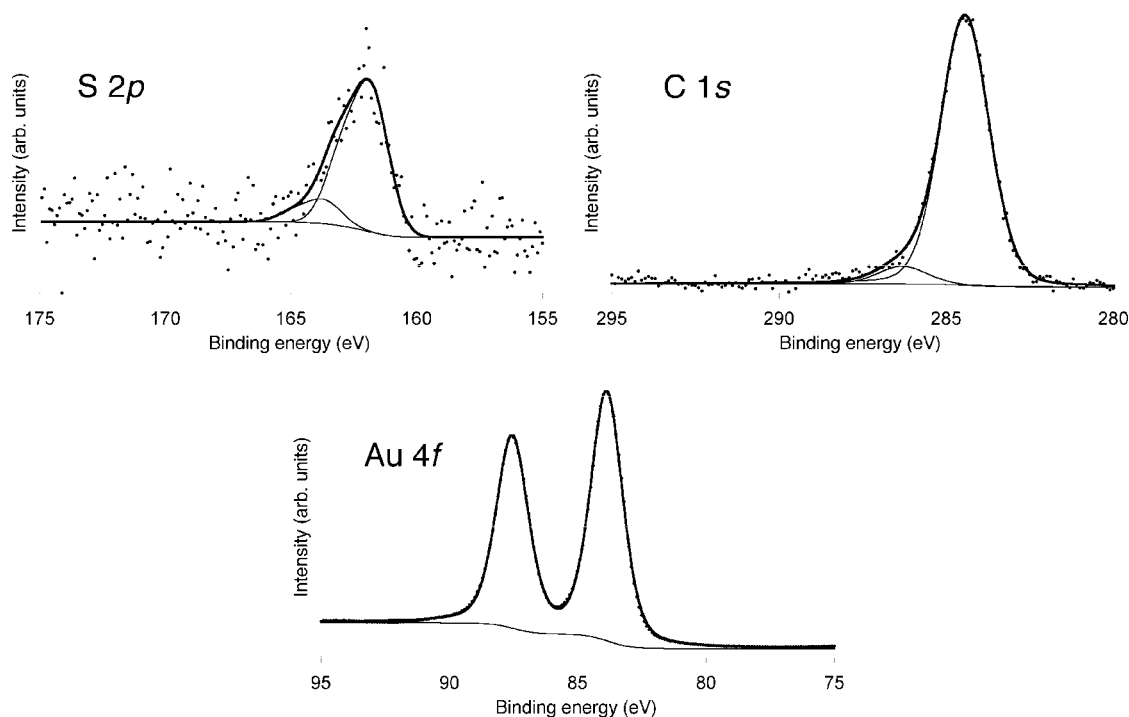 S 2p
Intensity (arb. units)
175 170 165 160 155
Binding energy (eV)
C 1s
Intensity (arb. units)
295 290 285 280
Binding energy (eV)
Au 4f
Intensity (arb. units)
95 90 85 80 75
Binding energy (eV)